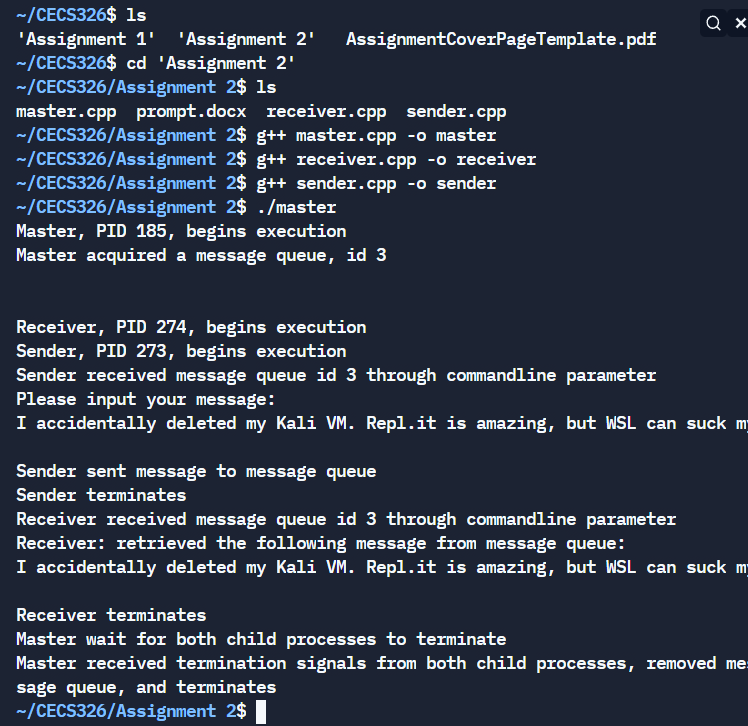 ~/CECS326$ ls
'Assignment 1'  'Assignment 2'   AssignmentCoverPageTemplate.pdf
~/CECS326$ cd 'Assignment 2'
~/CECS326/Assignment 2$ ls
master.cpp  prompt.docx  receiver.cpp  sender.cpp
~/CECS326/Assignment 2$ g++ master.cpp -o master
~/CECS326/Assignment 2$ g++ receiver.cpp -o receiver
~/CECS326/Assignment 2$ g++ sender.cpp -o sender
~/CECS326/Assignment 2$ ./master
Master, PID 185, begins execution
Master acquired a message queue, id 3
Receiver, PID 274, begins execution
Sender, PID 273, begins execution
Sender received message queue id 3 through commandline parameter
Please input your message:
I accidentally deleted my Kali VM. Repl.it is amazing, but WSL can suck my
Sender sent message to message queue
Sender terminates
Receiver received message queue id 3 through commandline parameter
Receiver: retrieved the following message from message queue:
I accidentally deleted my Kali VM. Repl.it is amazing, but WSL can suck my
Receiver terminates
Master wait for both child processes to terminate
Master received termination signals from both child processes, removed mes
sage queue, and terminates
~/CECS326/Assignment 2$